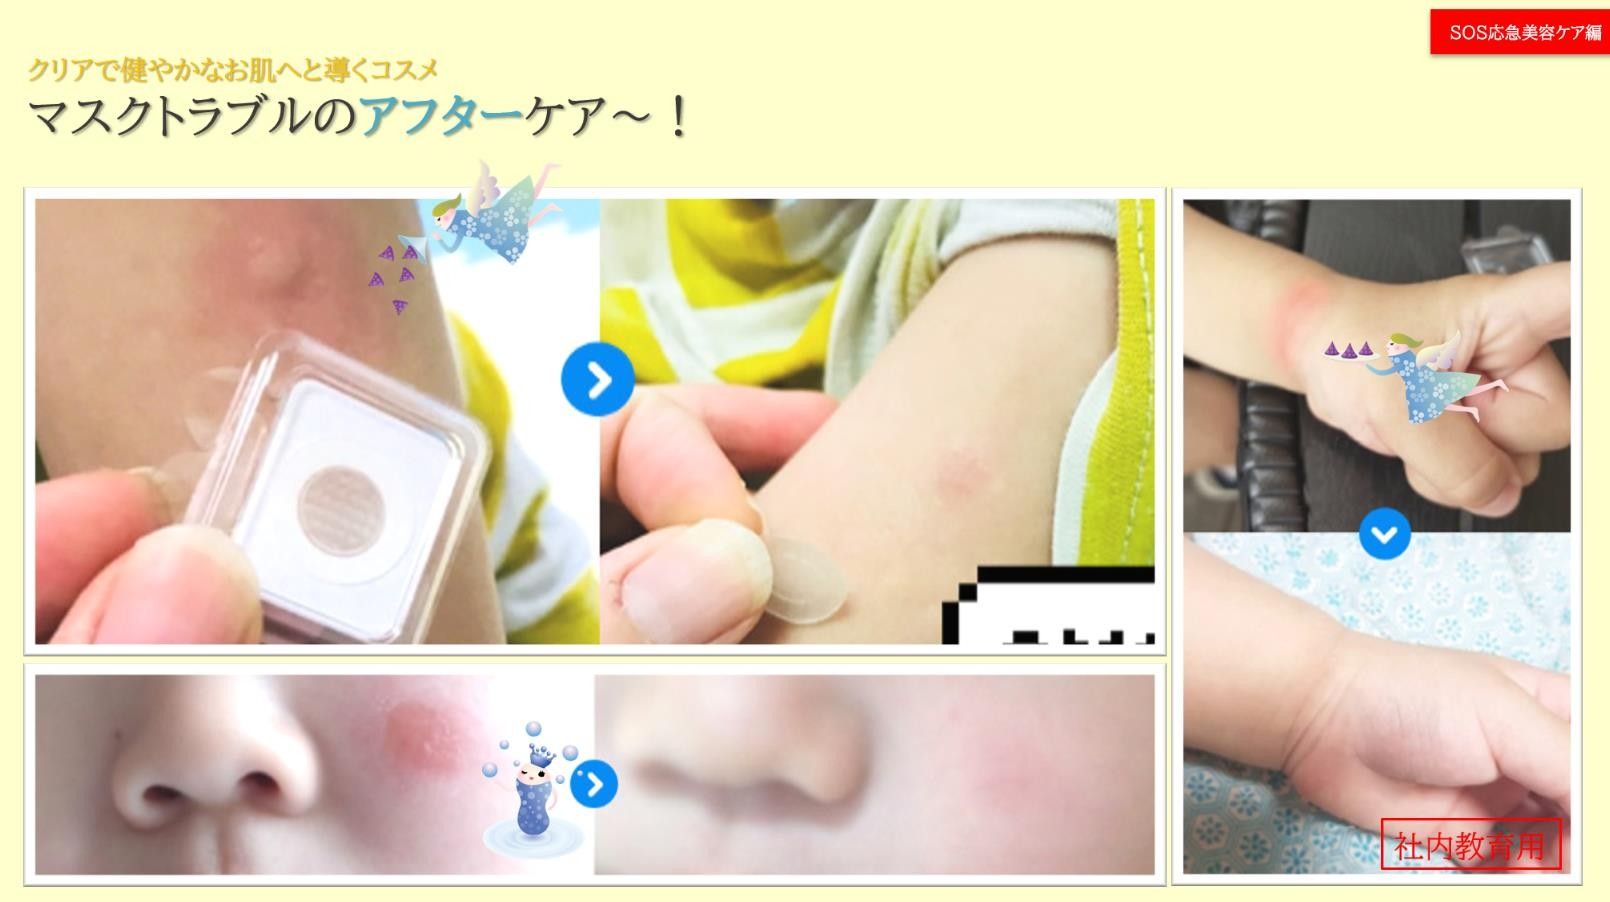 SOS応急美容ケア編
クリアで健やかなお肌へと導くコスメ
マスクトラブルのアフターケア～！
社内教育用